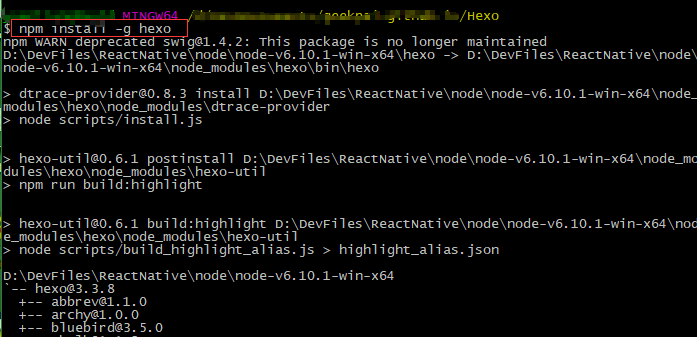 MINGW64 /Hexo
$ npm install -g hexo
npm WARN deprecated swig@1.4.2: This package is no longer maintained
D:\DevFiles\ReactNative\node\node-v6.10.1-win-x64\hexo -> D:\DevFiles\ReactNative\
node-v6.10.1-win-x64\node_modules\hexo\bin\hexo
> dtrace-provider@0.8.3 install D:\DevFiles\ReactNative\node\node-v6.10.1-win-x64\node_
modules\hexo\node_modules\dtrace-provider
> node scripts/install.js
> hexo-util@0.6.1 postinstall D:\DevFiles\ReactNative\node\node-v6.10.1-win-x64\node_mo
dules\hexo\node_modules\hexo-util
> npm run build:highlight
> hexo-util@0.6.1 build:highlight D:\DevFiles\ReactNative\node\node-v6.10.1-win-x64\nod
e_modules\hexo\node_modules\hexo-util
> node scripts/build_highlight_alias.js > highlight_alias.json
D:\DevFiles\ReactNative\node\node-v6.10.1-win-x64
`-- hexo@3.3.8
+-- abbrev@1.1.0
+-- archy@1.0.0
+-- bluebird@3.5.0